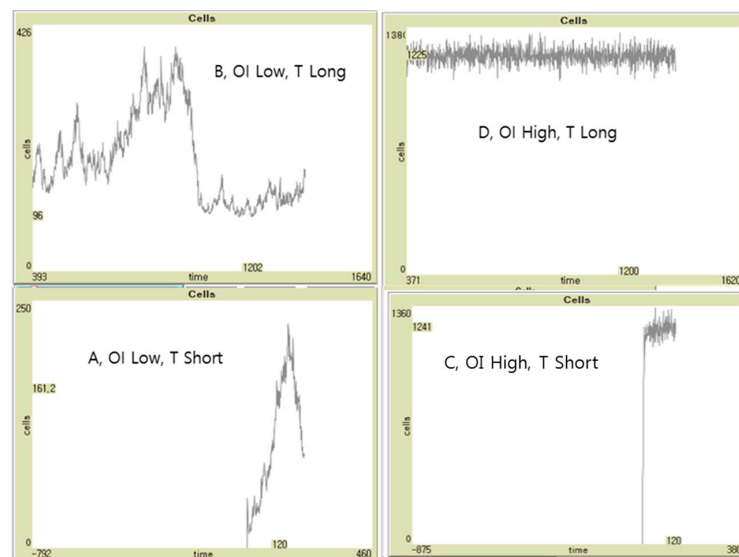 Cells
426
B, OI Low, T Long
cells
96
0
1202
393
time
1640
Cells
1380
1225
D, OI High, T Long
cells
0
1200
371
time
1620
Cells
250
A, OI Low, T Short
161,2
cells
0
120
-792
time
460
Cells
1360
1241
C, OI High, T Short
cells
0
120
-875
time
380